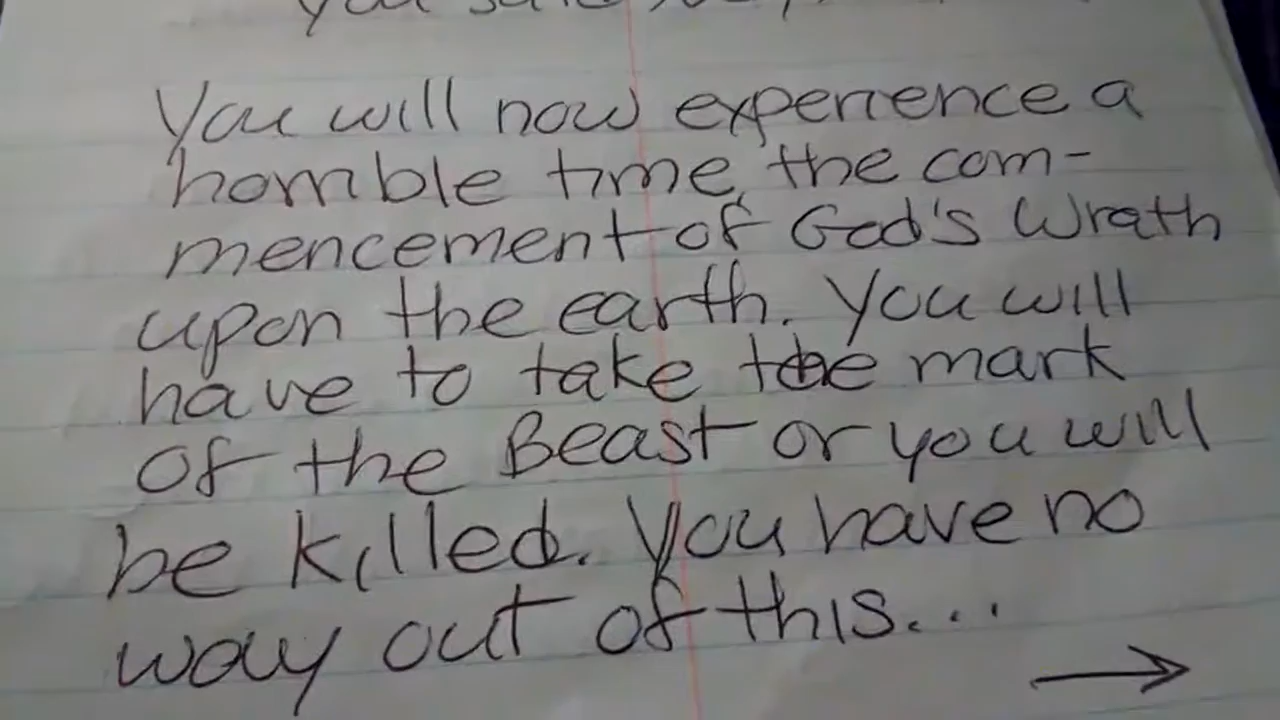 You will now experience a
horrible time, the com-
mencement of God's Wrath
upon the earth. You will
have to take the mark
of the Beast or you will
be killed. You have no
way out of this...
→